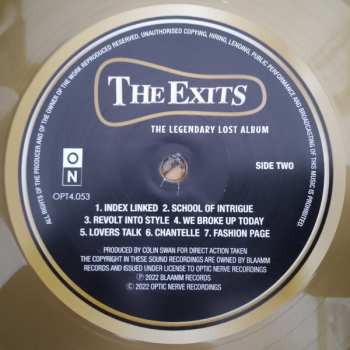 ALL RIGHTS OF THE PRODUCER AND OF THE OWNER OF THE WORK REPRODUCED RESERVED. UNAUTHORISED COPYING, HIRING, LENDING, PUBLIC PERFORMANCE AND BROADCASTING OF THIS MUSIC IS PROHIBITED.
THE EXITS
THE LEGENDARY LOST ALBUM
ON
OPT4.053
SIDE TWO
1. INDEX LINKED 2. SCHOOL OF INTRIGUE
3. REVOLT INTO STYLE 4. WE BROKE UP TODAY
5. LOVERS TALK 6. CHANTELLE 7. FASHION PAGE
PRODUCED BY COLIN SWAN FOR DIRECT ACTION TAKEN
THE COPYRIGHT IN THESE SOUND RECORDINGS ARE OWNED BY BLAAMM
RECORDS AND ISSUED UNDER LICENSE TO OPTIC NERVE RECORDINGS
Ⓟ 2022 BLAAMM RECORDS
© 2022 OPTIC NERVE RECORDINGS